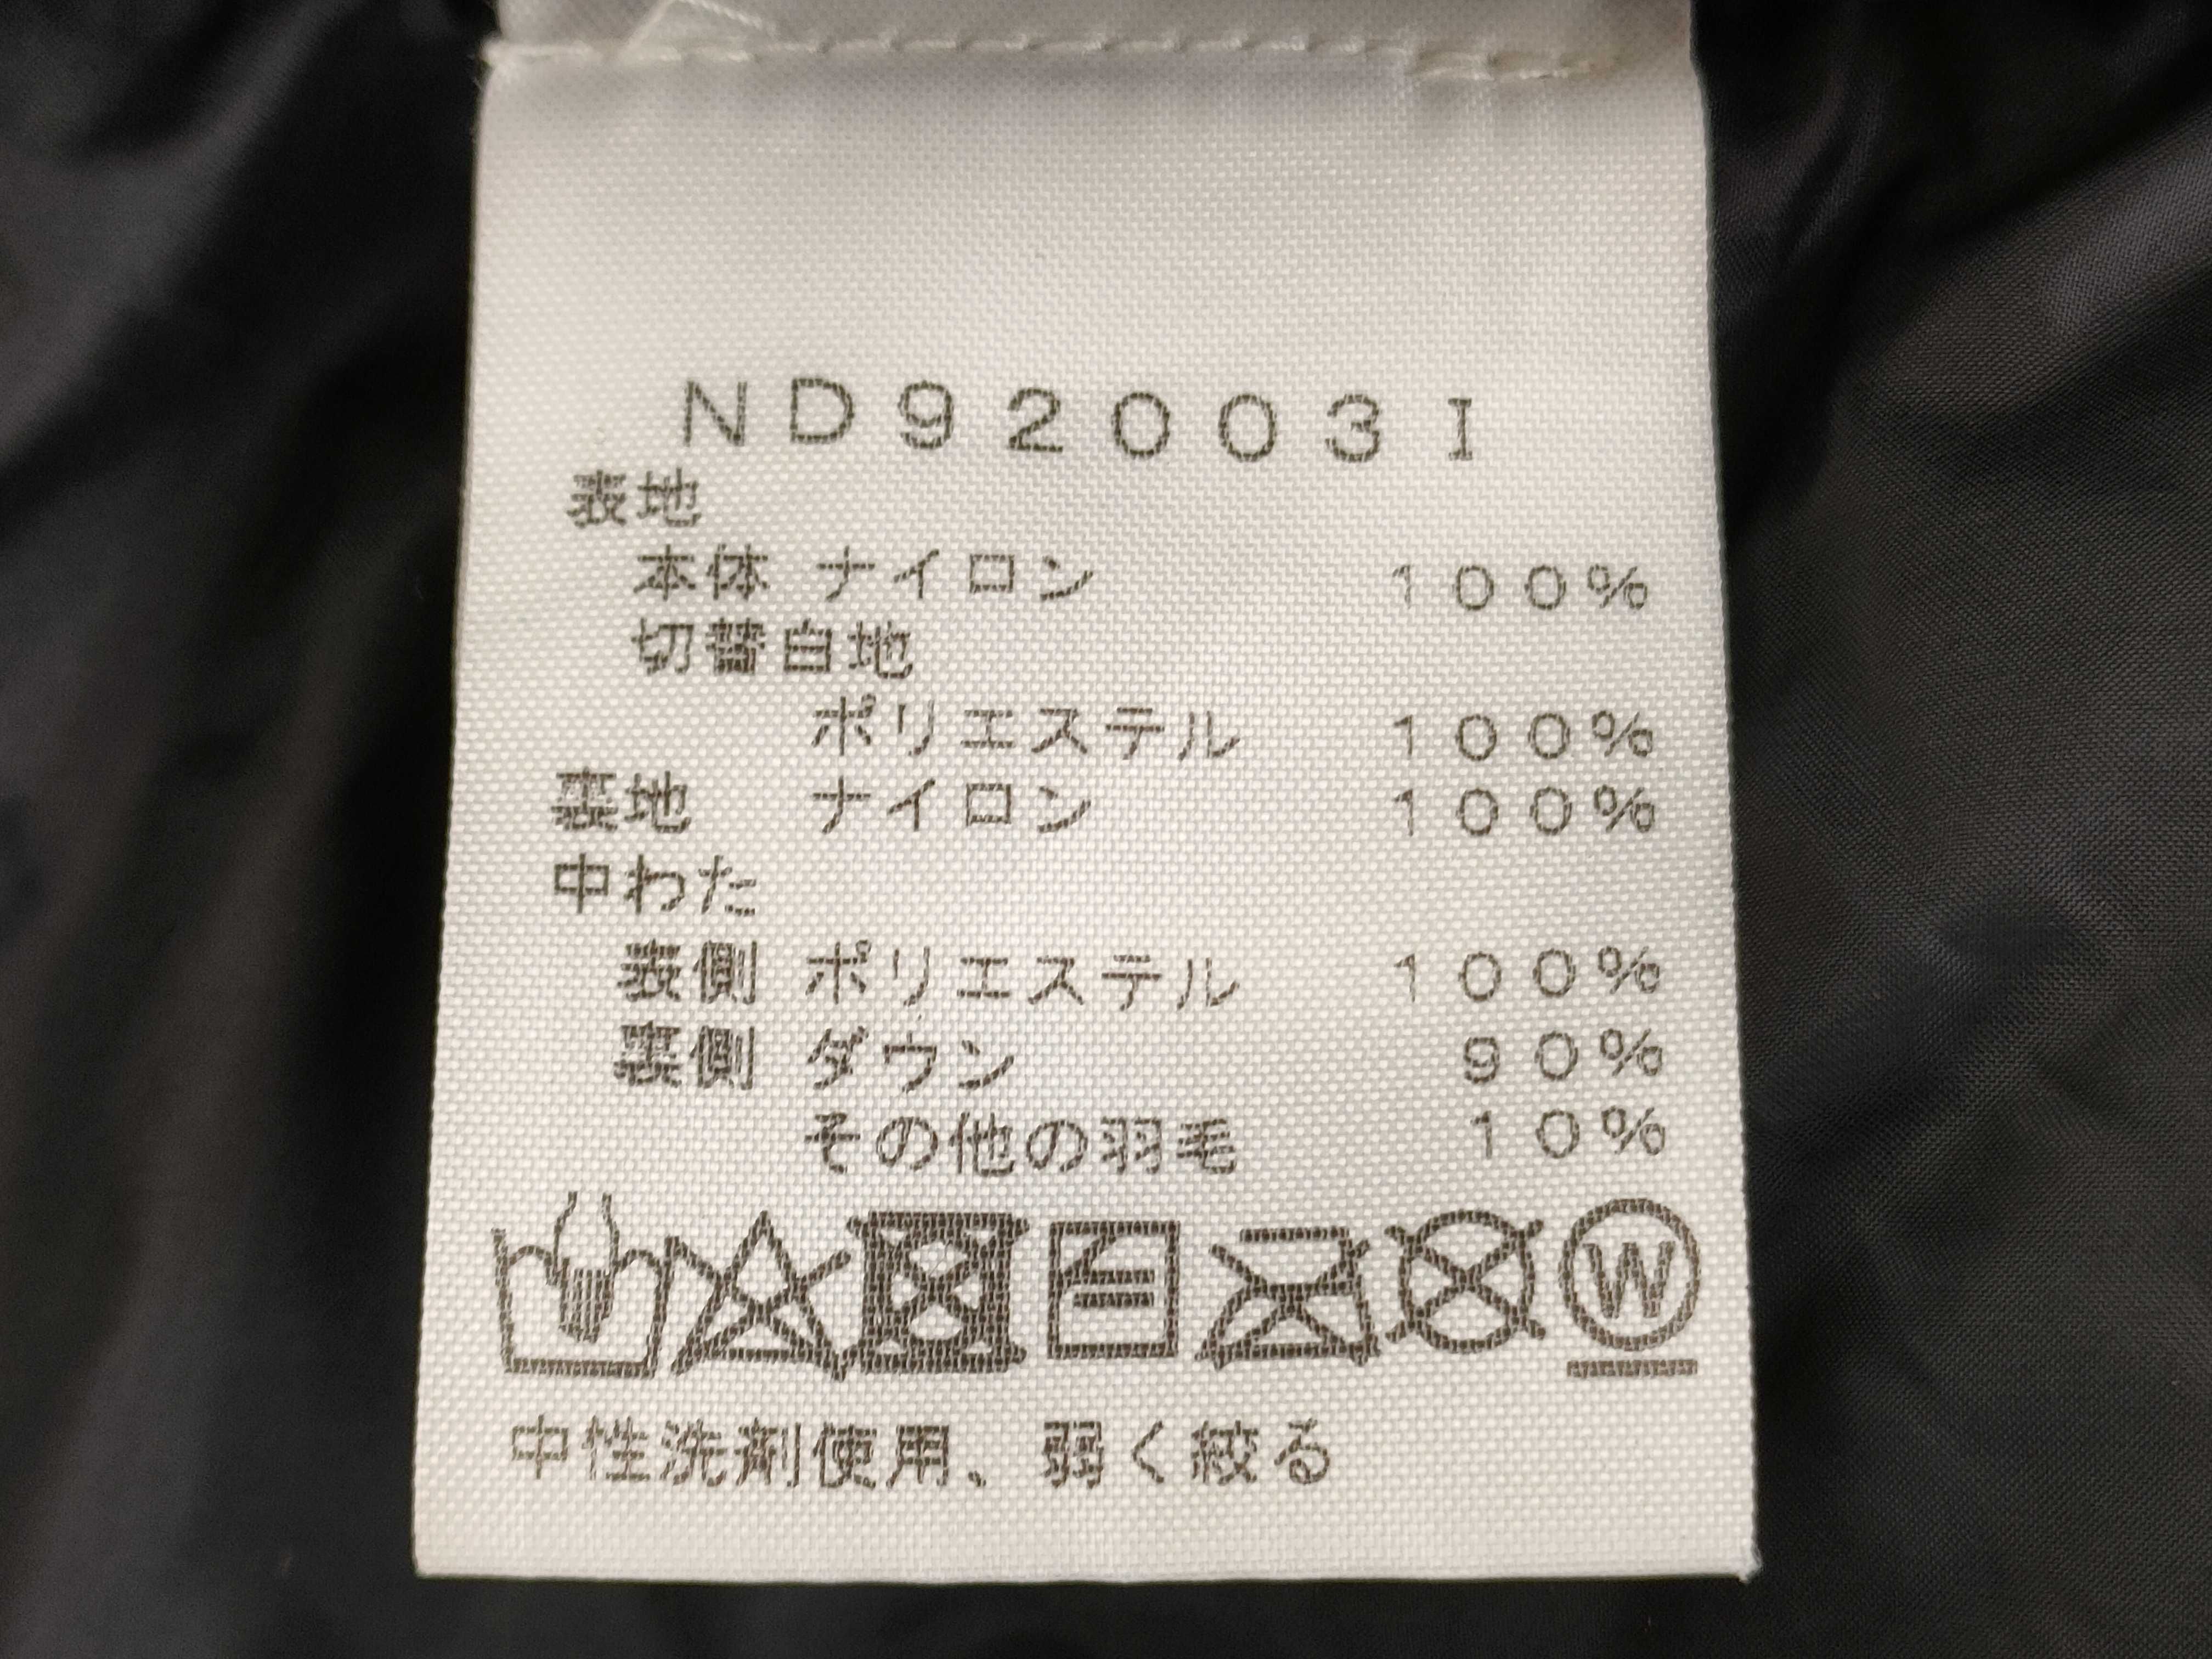 ND92003I
表地
本体 ナイロン 100%
切替白地
ポリエステル 100%
裏地 ナイロン 100%
中わた
表側 ポリエステル 100%
裏側 ダウン 90%
その他の羽毛 10%
W
中性洗剤使用、弱く絞る